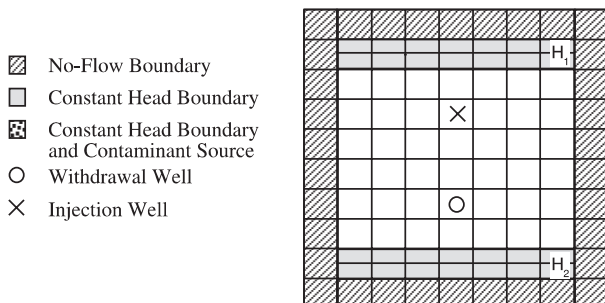 No-Flow Boundary
Constant Head Boundary
Constant Head Boundary
and Contaminant Source
Withdrawal Well
Injection Well
H₁
H₂